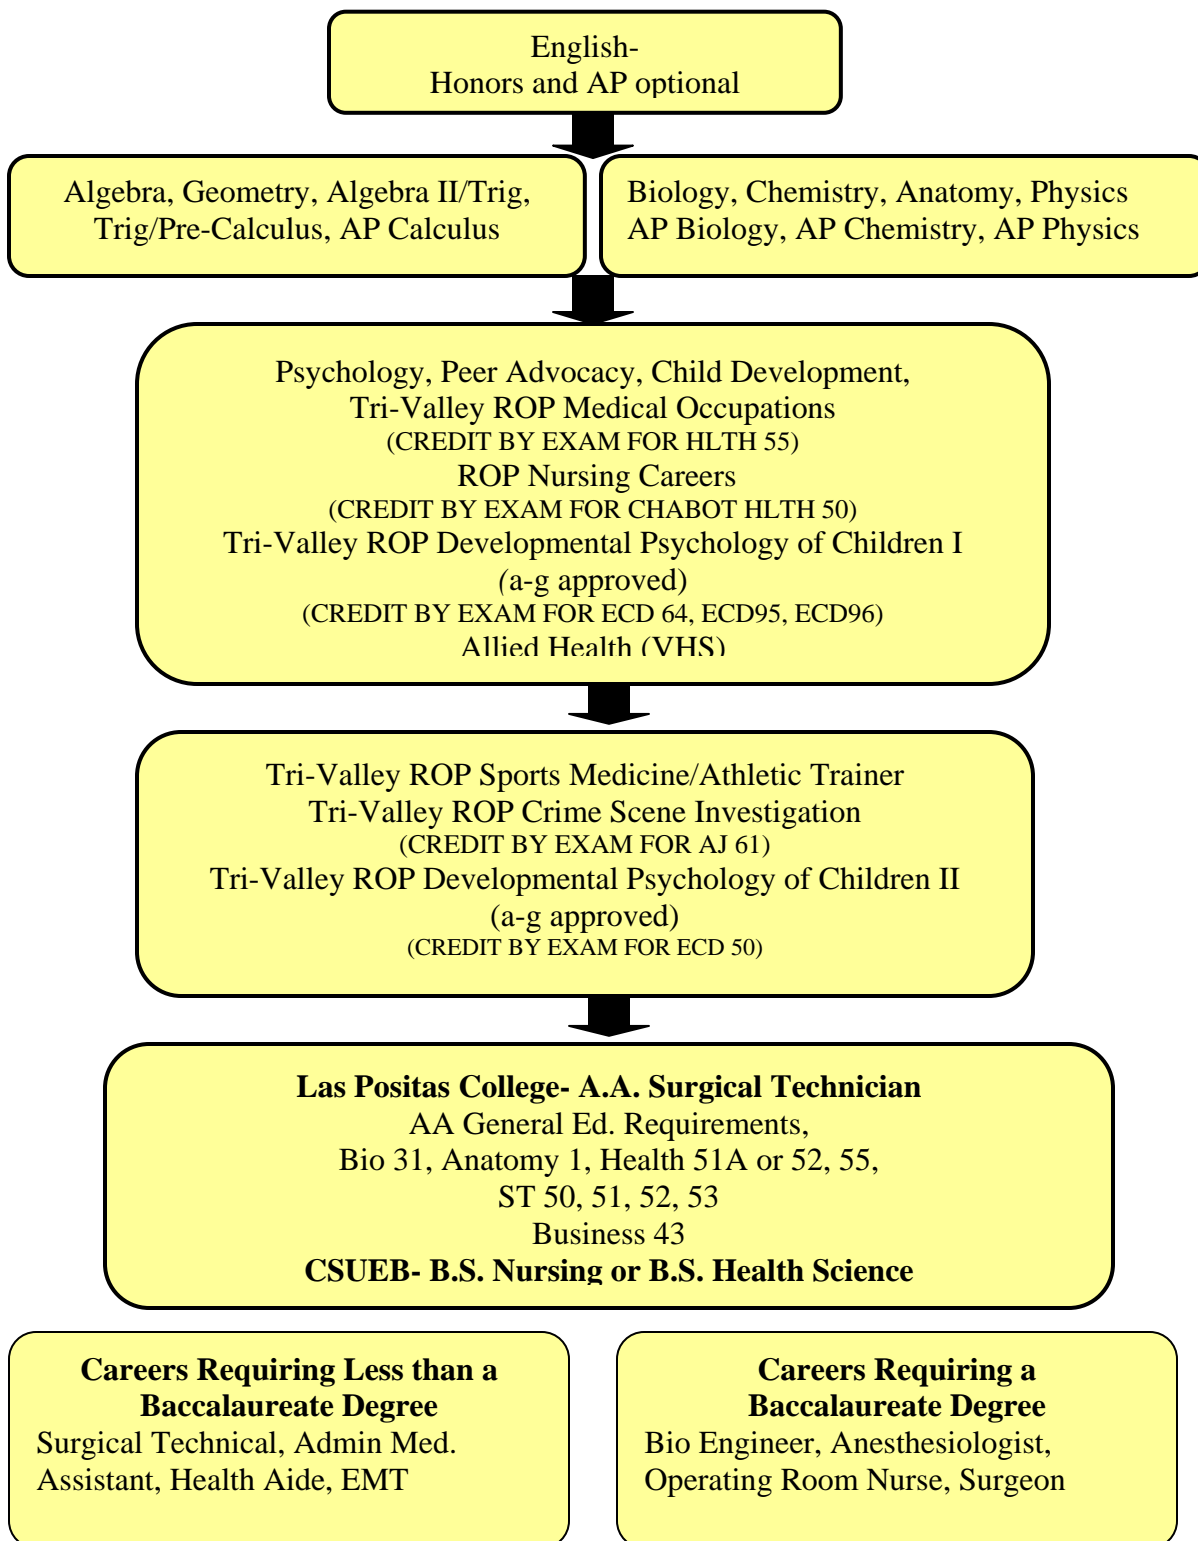 English-
Honors and AP optional
Algebra, Geometry, Algebra II/Trig,
Trig/Pre-Calculus, AP Calculus
Biology, Chemistry, Anatomy, Physics
AP Biology, AP Chemistry, AP Physics
Psychology, Peer Advocacy, Child Development,
Tri-Valley ROP Medical Occupations
(CREDIT BY EXAM FOR HLTH 55)
ROP Nursing Careers
(CREDIT BY EXAM FOR CHABOT HLTH 50)
Tri-Valley ROP Developmental Psychology of Children I
(a-g approved)
(CREDIT BY EXAM FOR ECD 64, ECD95, ECD96)
Allied Health (VHS)
Tri-Valley ROP Sports Medicine/Athletic Trainer
Tri-Valley ROP Crime Scene Investigation
(CREDIT BY EXAM FOR AJ 61)
Tri-Valley ROP Developmental Psychology of Children II
(a-g approved)
(CREDIT BY EXAM FOR ECD 50)
Las Positas College- A.A. Surgical Technician
AA General Ed. Requirements,
Bio 31, Anatomy 1, Health 51A or 52, 55,
ST 50, 51, 52, 53
Business 43
CSUEB- B.S. Nursing or B.S. Health Science
Careers Requiring Less than a
Baccalaureate Degree
Surgical Technical, Admin Med.
Assistant, Health Aide, EMT
Careers Requiring a
Baccalaureate Degree
Bio Engineer, Anesthesiologist,
Operating Room Nurse, Surgeon